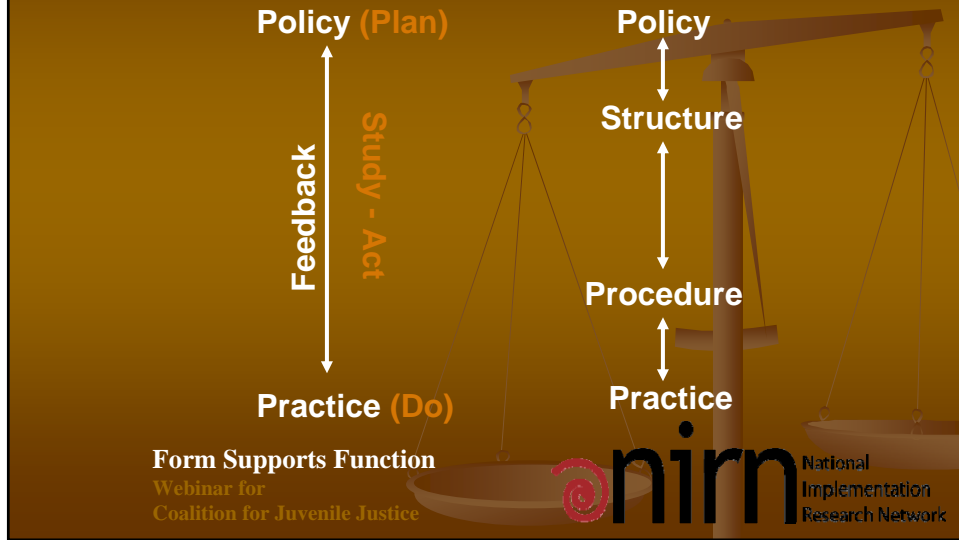 Policy (Plan)
Feedback
Study - Act
Practice (Do)
Policy
Structure
Procedure
Practice
Form Supports Function
Webinar for
Coalition for Juvenile Justice
nirn
National
Implementation
Research Network